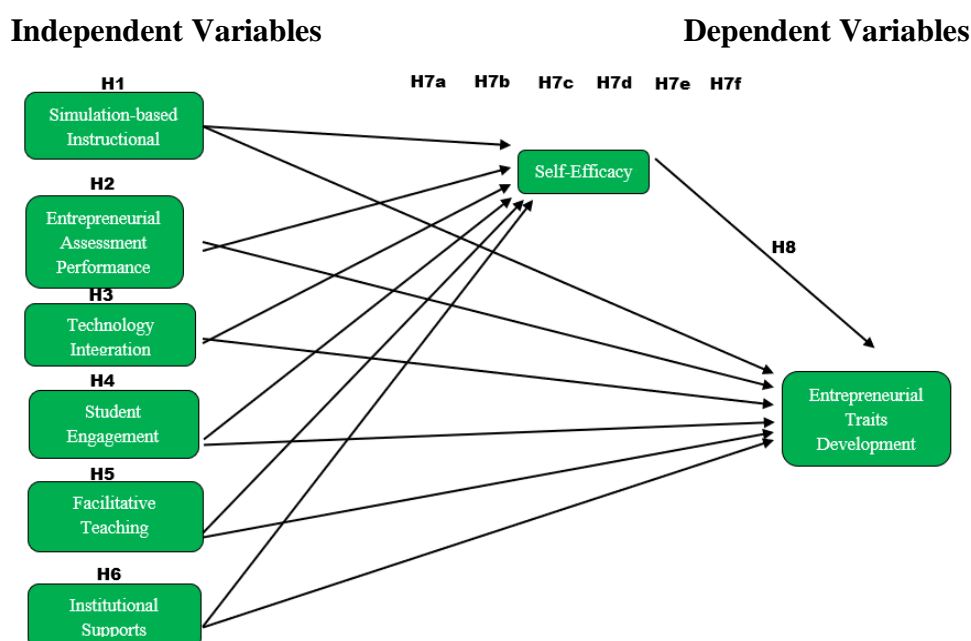 Independent Variables
Dependent Variables
H1
H7a H7b H7c H7d H7e H7f
Simulation-based
Instructional
Self-Efficacy
H2
Entrepreneurial
Assessment
Performance
H8
H3
Technology
Integration
H4
Student
Engagement
Entrepreneurial
Traits
Development
H5
Facilitative
Teaching
H6
Institutional
Supports